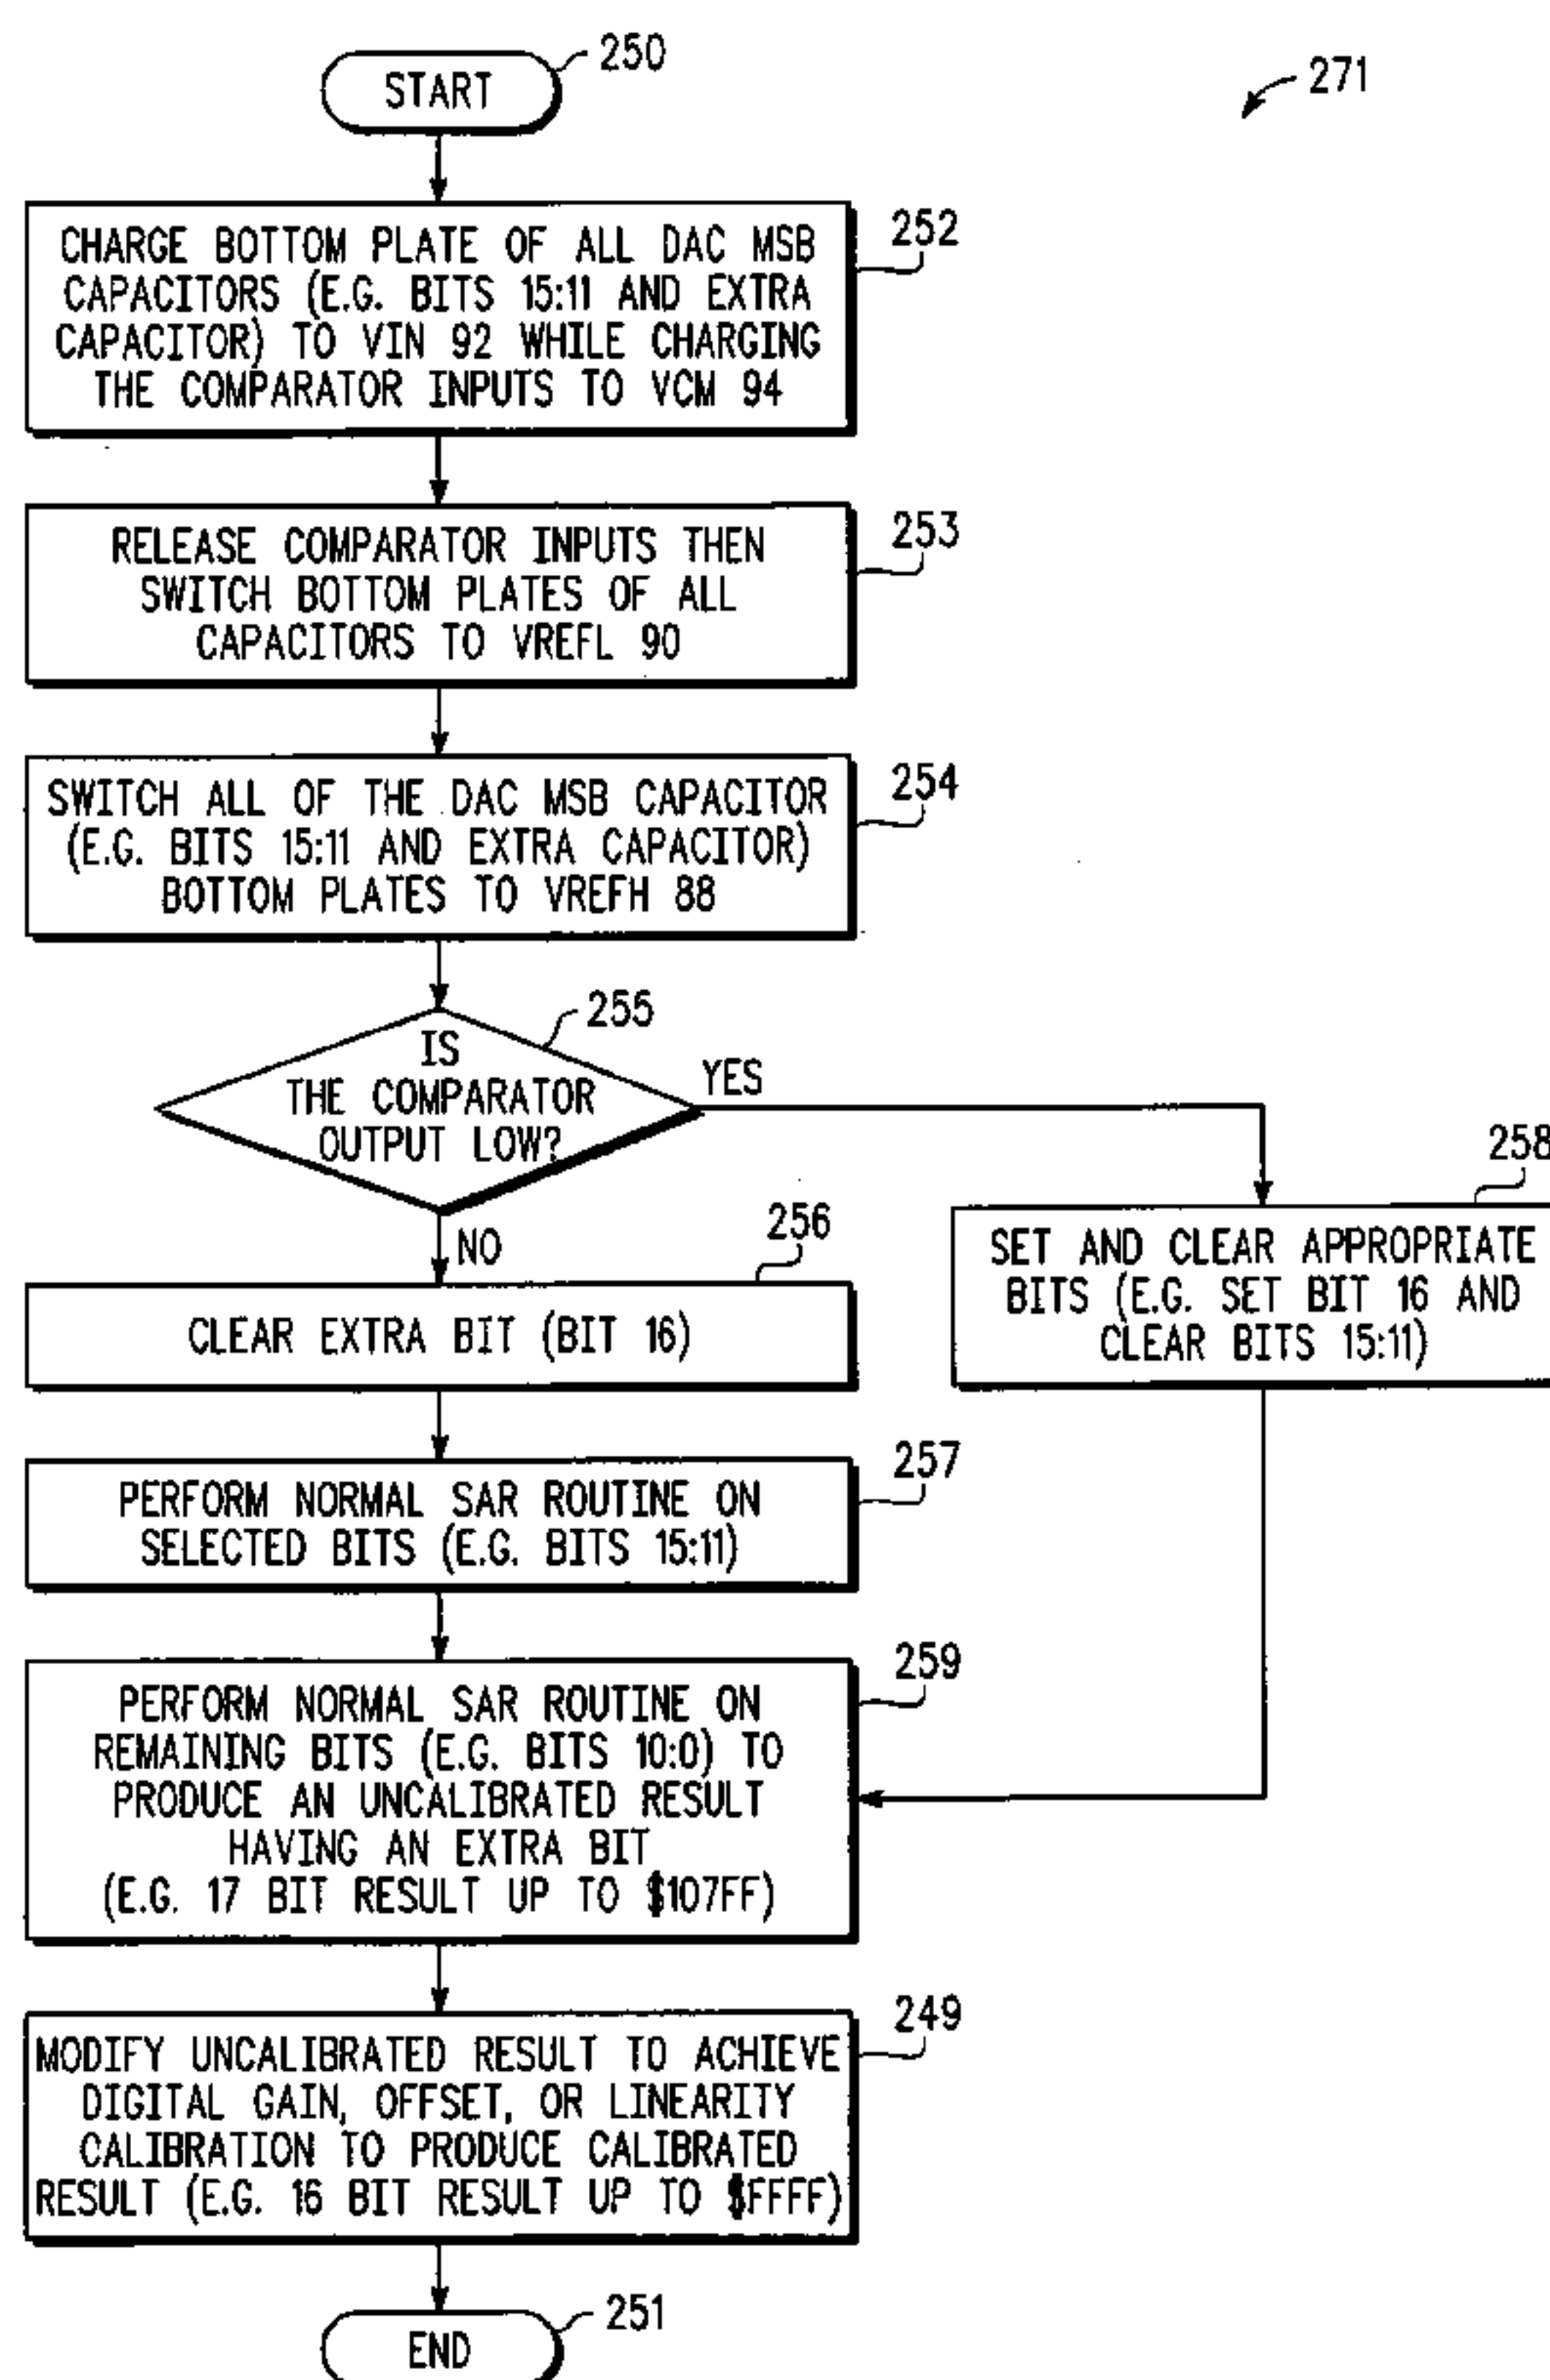 START
250
271
CHARGE BOTTOM PLATE OF ALL DAC MSB
CAPACITORS (E.G. BITS 15:11 AND EXTRA
CAPACITOR) TO VIN 92 WHILE CHARGING
THE COMPARATOR INPUTS TO VCM 94
252
RELEASE COMPARATOR INPUTS THEN
SWITCH BOTTOM PLATES OF ALL
CAPACITORS TO VREFL 90
253
SWITCH ALL OF THE DAC MSB CAPACITOR
(E.G. BITS 15:11 AND EXTRA CAPACITOR)
BOTTOM PLATES TO VREFH 88
254
IS
THE COMPARATOR
OUTPUT LOW?
255
YES
NO
CLEAR EXTRA BIT (BIT 16)
256
SET AND CLEAR APPROPRIATE
BITS (E.G. SET BIT 16 AND
CLEAR BITS 15:11)
258
PERFORM NORMAL SAR ROUTINE ON
SELECTED BITS (E.G. BITS 15:11)
257
PERFORM NORMAL SAR ROUTINE ON
REMAINING BITS (E.G. BITS 10:0) TO
PRODUCE AN UNCALIBRATED RESULT
HAVING AN EXTRA BIT
(E.G. 17 BIT RESULT UP TO $107FF)
259
MODIFY UNCALIBRATED RESULT TO ACHIEVE
DIGITAL GAIN, OFFSET, OR LINEARITY
CALIBRATION TO PRODUCE CALIBRATED
RESULT (E.G. 16 BIT RESULT UP TO $FFFF)
249
END
251